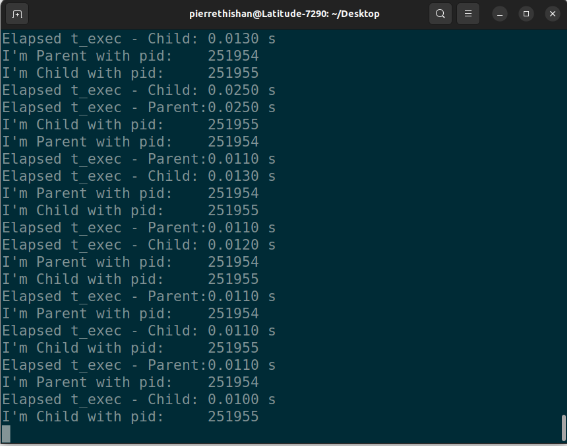 pierrethishan@Latitude-7290: ~/Desktop
Elapsed t_exec - Child: 0.0130 s
I'm Parent with pid:    251954
I'm Child with pid:     251955
Elapsed t_exec - Child: 0.0250 s
Elapsed t_exec - Parent:0.0250 s
I'm Child with pid:     251955
I'm Parent with pid:    251954
Elapsed t_exec - Parent:0.0110 s
Elapsed t_exec - Child: 0.0130 s
I'm Parent with pid:    251954
I'm Child with pid:     251955
Elapsed t_exec - Parent:0.0110 s
Elapsed t_exec - Child: 0.0120 s
I'm Parent with pid:    251954
I'm Child with pid:     251955
Elapsed t_exec - Parent:0.0110 s
I'm Parent with pid:    251954
Elapsed t_exec - Child: 0.0110 s
I'm Child with pid:     251955
Elapsed t_exec - Parent:0.0110 s
I'm Parent with pid:    251954
Elapsed t_exec - Child: 0.0100 s
I'm Child with pid:     251955